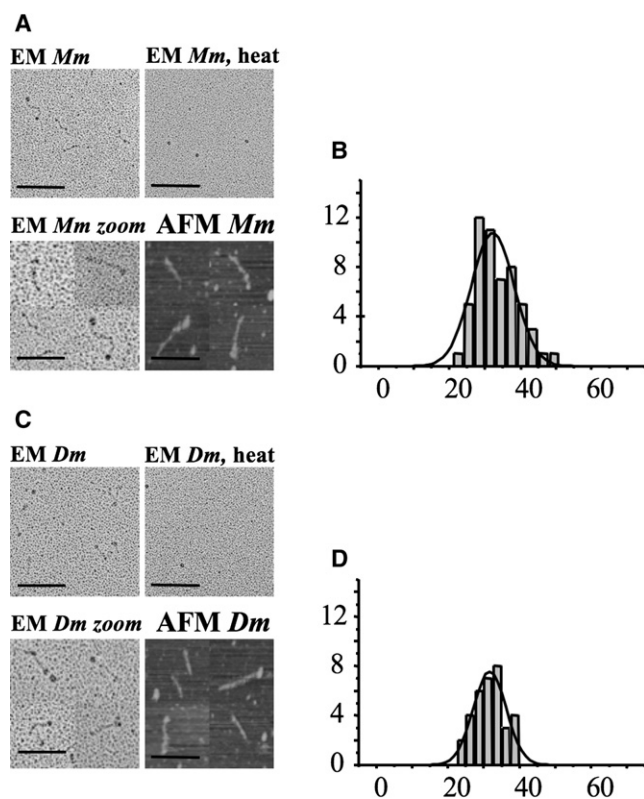 A
EM Mm
EM Mm, heat
EM Mm zoom
AFM Mm
B
12
8
4
0
0 20 40 60
C
EM Dm
EM Dm, heat
EM Dm zoom
AFM Dm
D
12
8
4
0
0 20 40 60